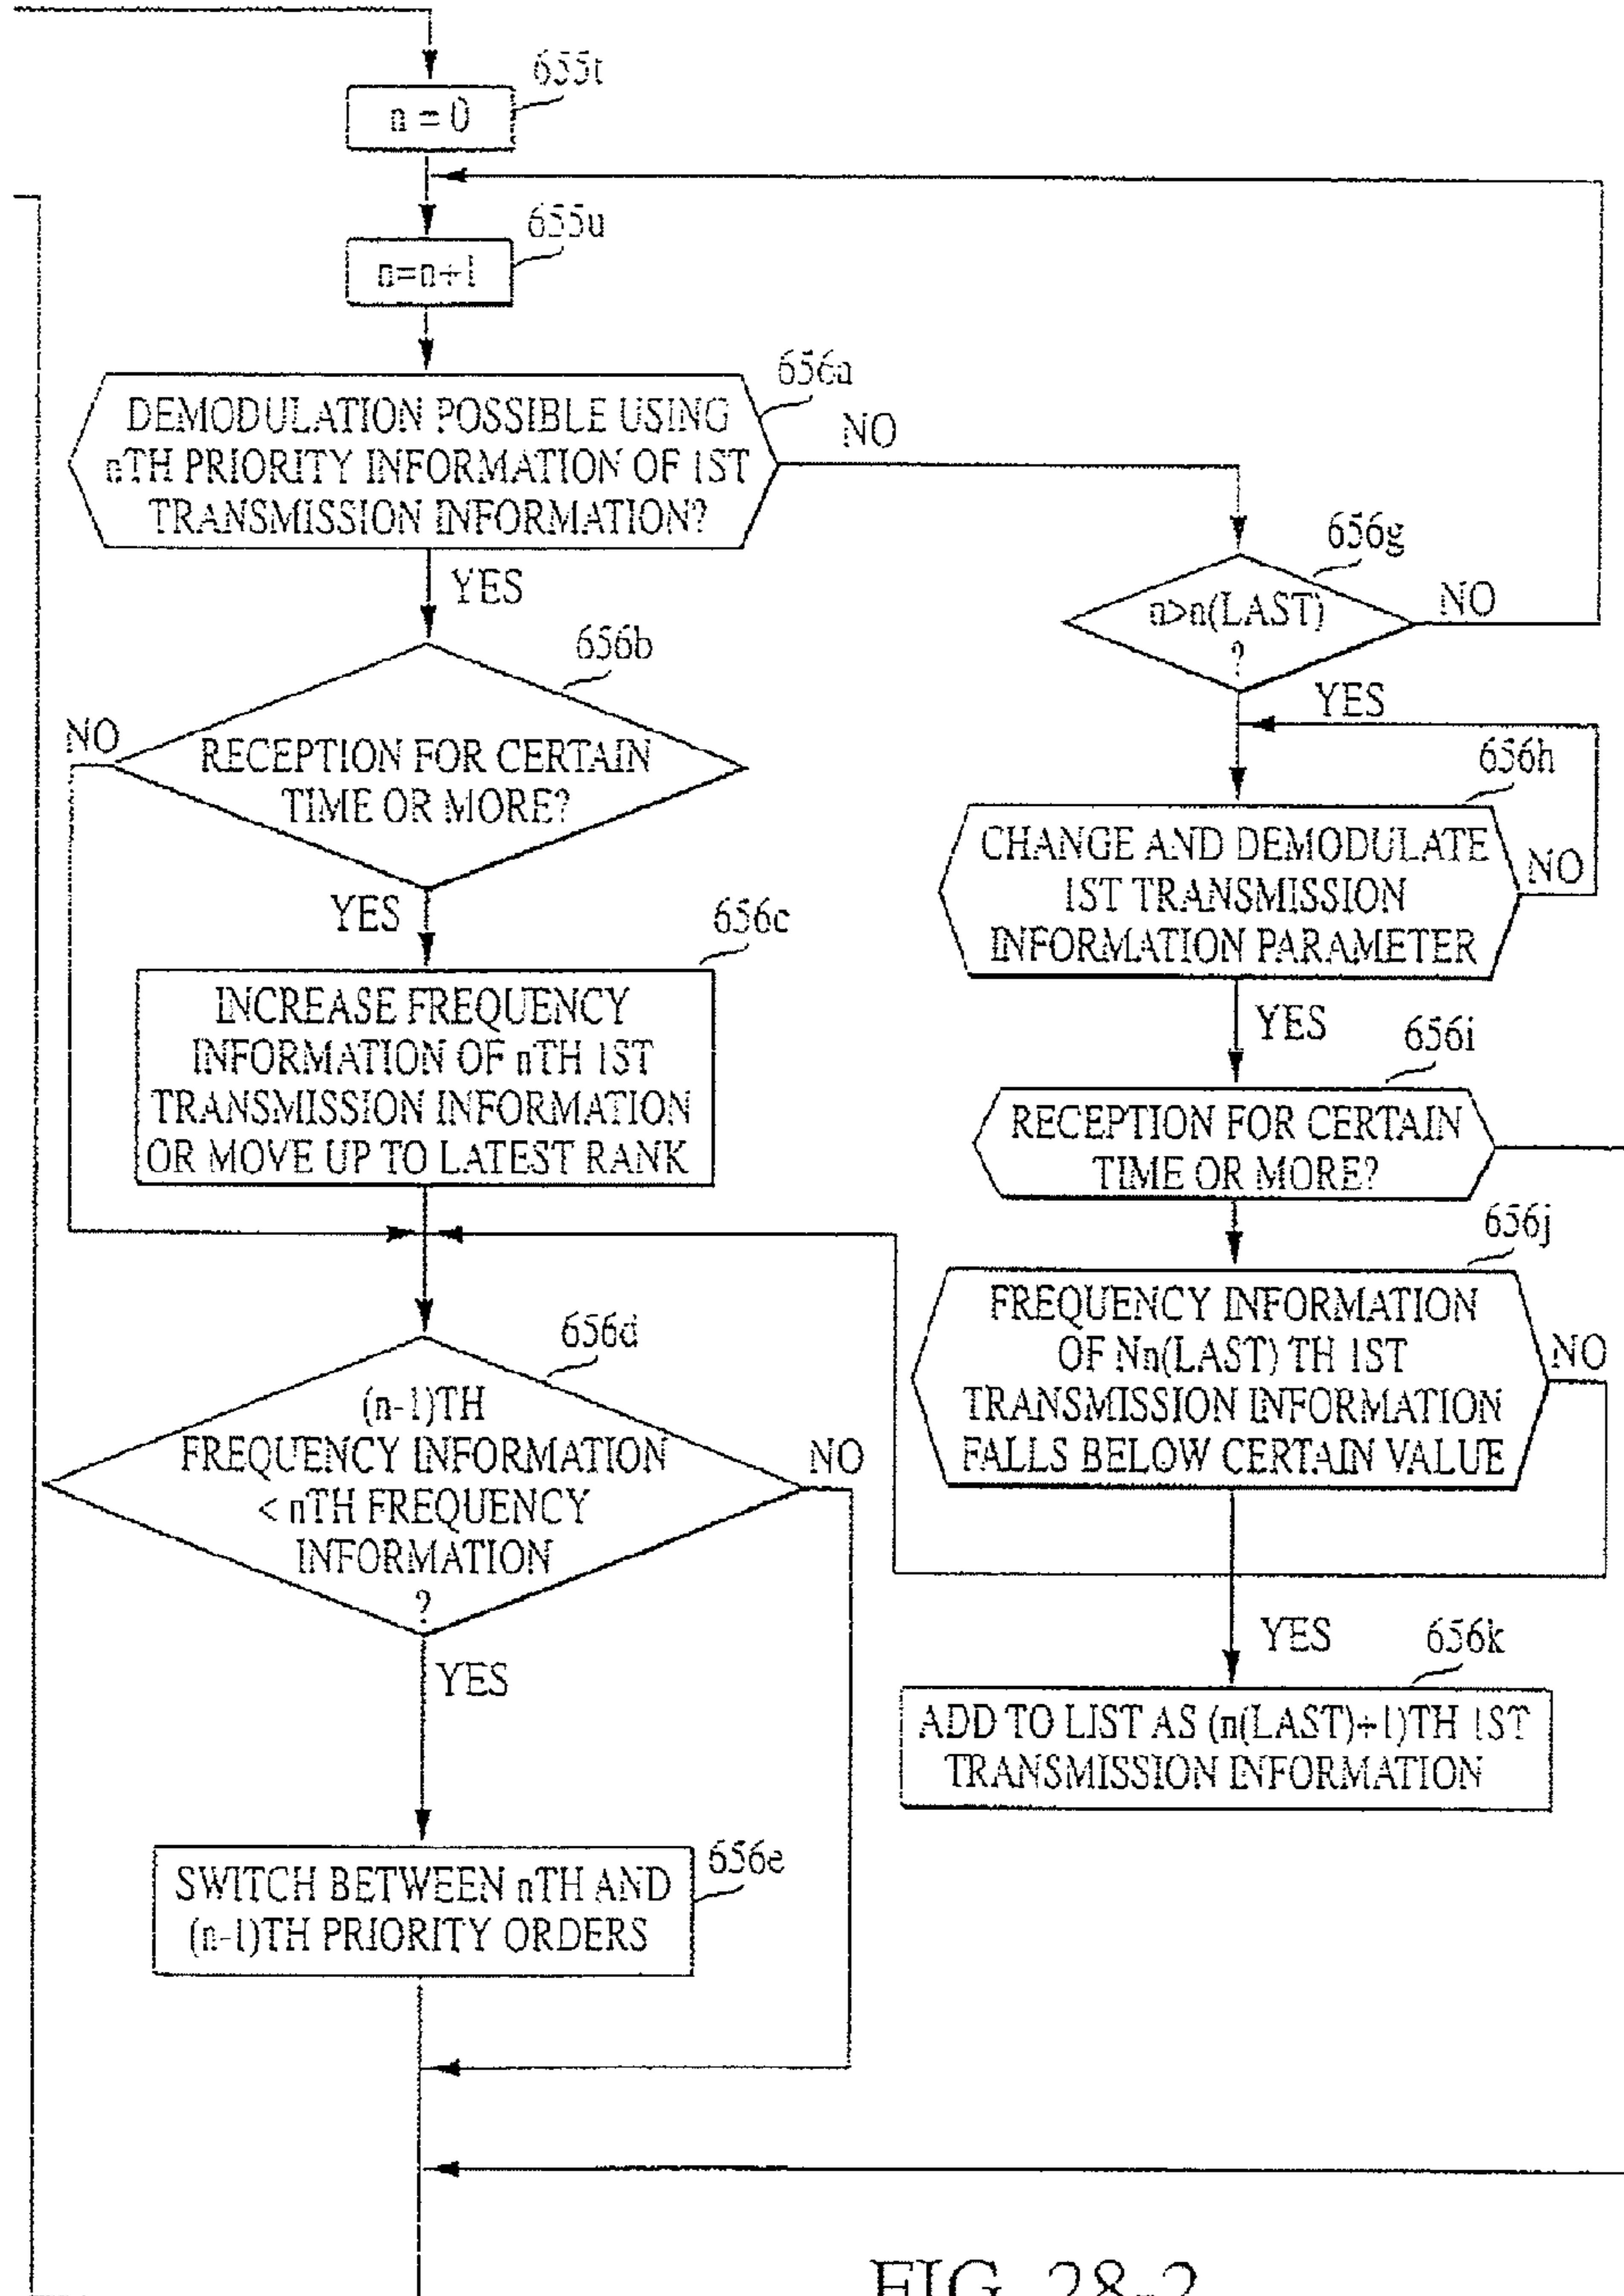 655t
n = 0
655u
n=n+1
656a
DEMODULATION POSSIBLE USING
nTH PRIORITY INFORMATION OF 1ST
TRANSMISSION INFORMATION?
NO
YES
656g
n>n(LAST)
?
NO
YES
656b
RECEPTION FOR CERTAIN
TIME OR MORE?
NO
YES
656h
CHANGE AND DEMODULATE
1ST TRANSMISSION
INFORMATION PARAMETER
NO
YES
656c
INCREASE FREQUENCY
INFORMATION OF nTH 1ST
TRANSMISSION INFORMATION
OR MOVE UP TO LATEST RANK
656i
RECEPTION FOR CERTAIN
TIME OR MORE?
656j
FREQUENCY INFORMATION
OF Nn(LAST) TH 1ST
TRANSMISSION INFORMATION
FALLS BELOW CERTAIN VALUE
NO
YES
656d
(n-1)TH
FREQUENCY INFORMATION
< nTH FREQUENCY
INFORMATION
?
NO
YES
656k
ADD TO LIST AS (n(LAST)+1)TH 1ST
TRANSMISSION INFORMATION
656e
SWITCH BETWEEN nTH AND
(n-1)TH PRIORITY ORDERS
FIG. 28-2